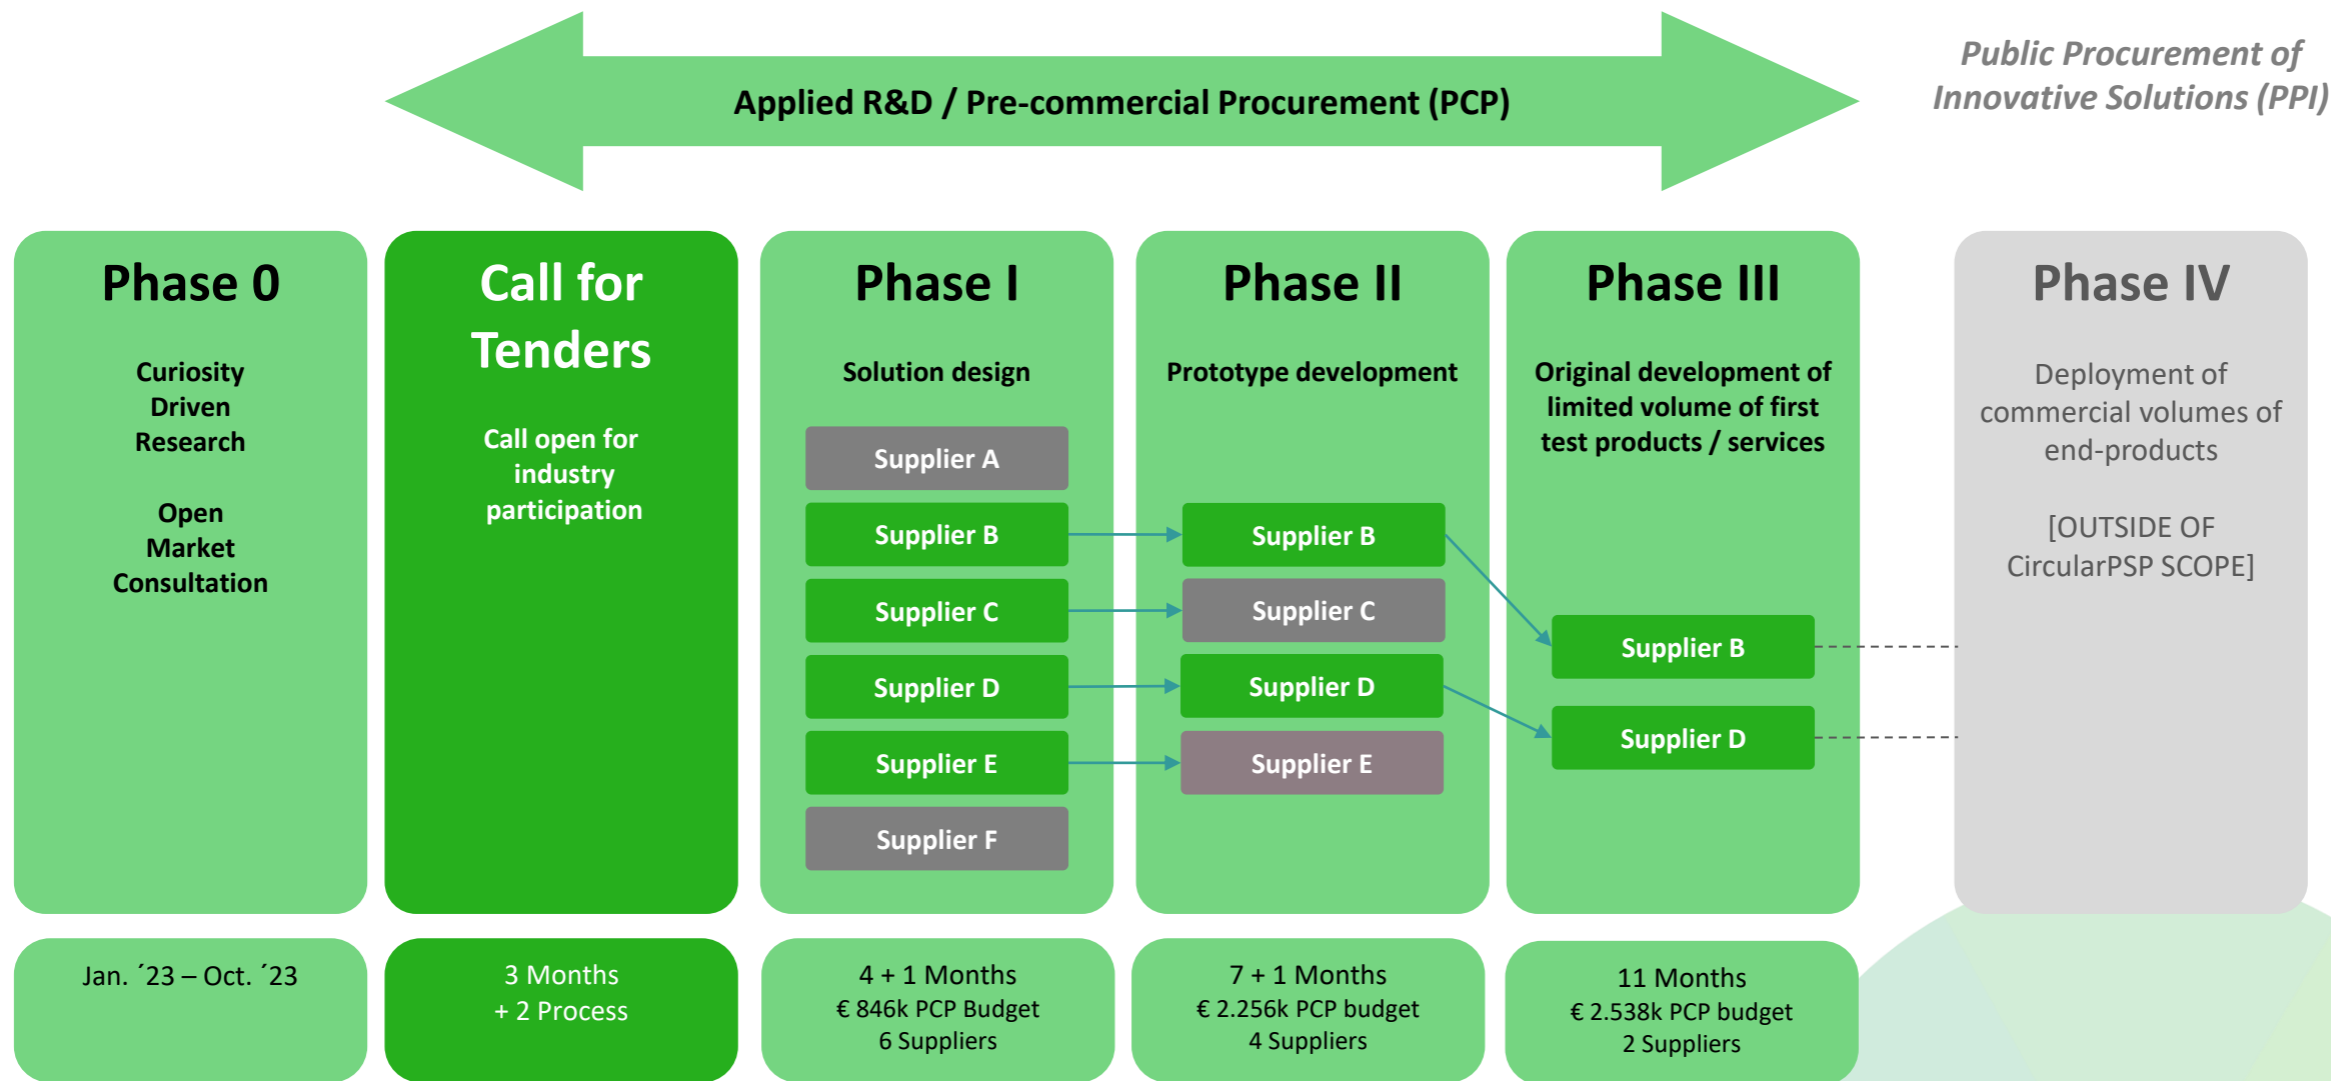 Applied R&D / Pre-commercial Procurement (PCP)
Public Procurement of
Innovative Solutions (PPI)
Phase 0
Curiosity
Driven
Research
Open
Market
Consultation
Jan. ´23 – Oct. ´23
Call for
Tenders
Call open for
industry
participation
3 Months
+ 2 Process
Phase I
Solution design
Supplier A
Supplier B
Supplier C
Supplier D
Supplier E
Supplier F
4 + 1 Months
€ 846k PCP Budget
6 Suppliers
Phase II
Prototype development
Supplier B
Supplier C
Supplier D
Supplier E
7 + 1 Months
€ 2.256k PCP budget
4 Suppliers
Phase III
Original development of
limited volume of first
test products / services
Supplier B
Supplier D
11 Months
€ 2.538k PCP budget
2 Suppliers
Phase IV
Deployment of
commercial volumes of
end-products
[OUTSIDE OF
CircularPSP SCOPE]